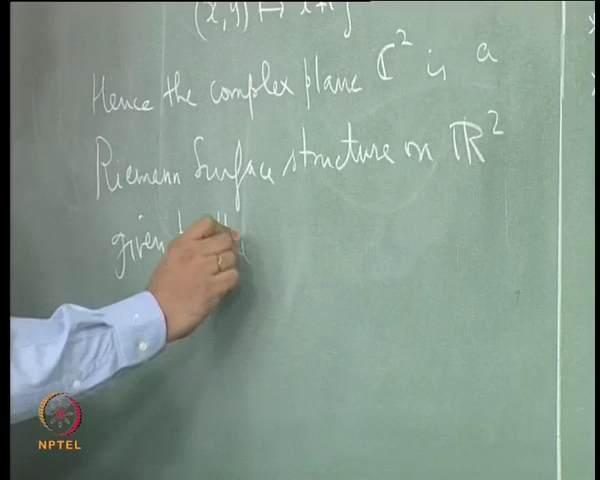 (x,y) ↦ x+iy
Hence the complex plane ℂ² is a
Riemann Surface structure on ℝ²
given
NPTEL